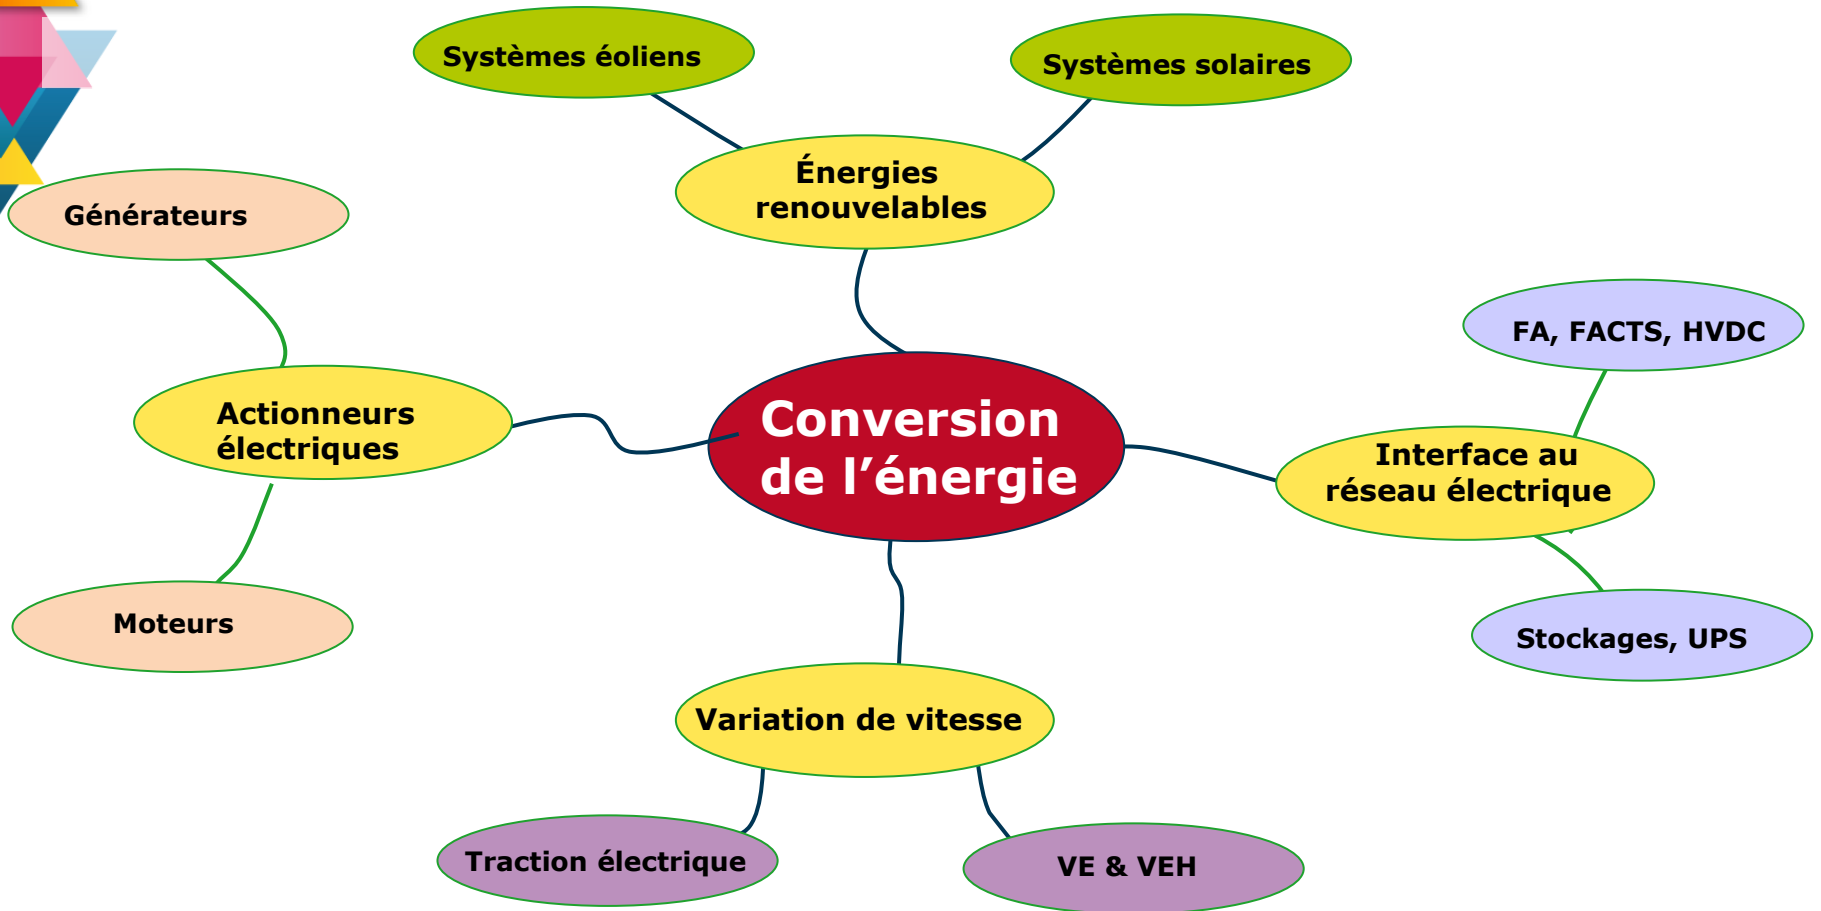 Systèmes éoliens
Systèmes solaires
Énergies
renouvelables
Générateurs
FA, FACTS, HVDC
Actionneurs
électriques
Conversion
de l’énergie
Interface au
réseau électrique
Moteurs
Stockages, UPS
Variation de vitesse
Traction électrique
VE & VEH